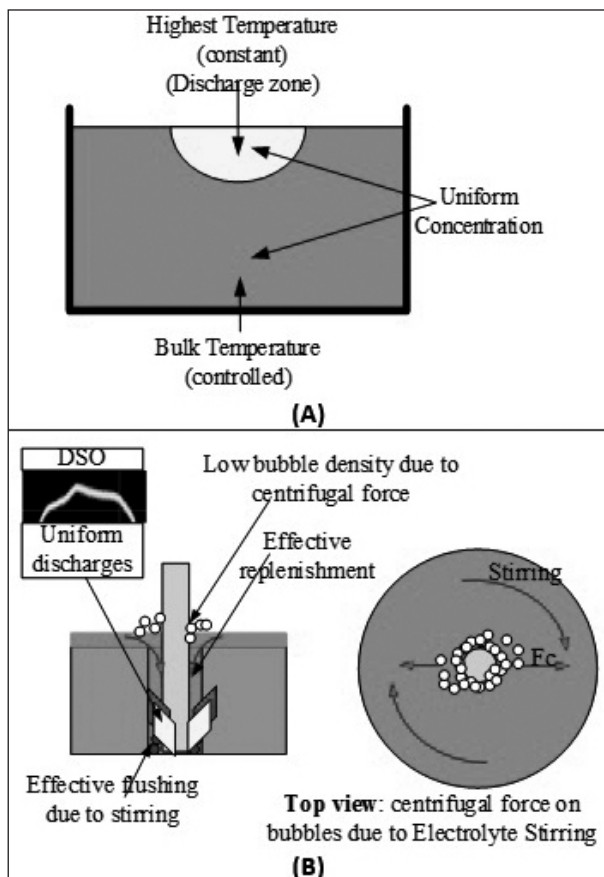 Highest Temperature
(constant)
(Discharge zone)
Uniform
Concentration
Bulk Temperature
(controlled)
(A)
DSO
Uniform
discharges
Low bubble density due to
centrifugal force
Effective
replenishment
Stirring
Fc
Effective flushing
due to stirring
Top view: centrifugal force on
bubbles due to Electrolyte Stirring
(B)